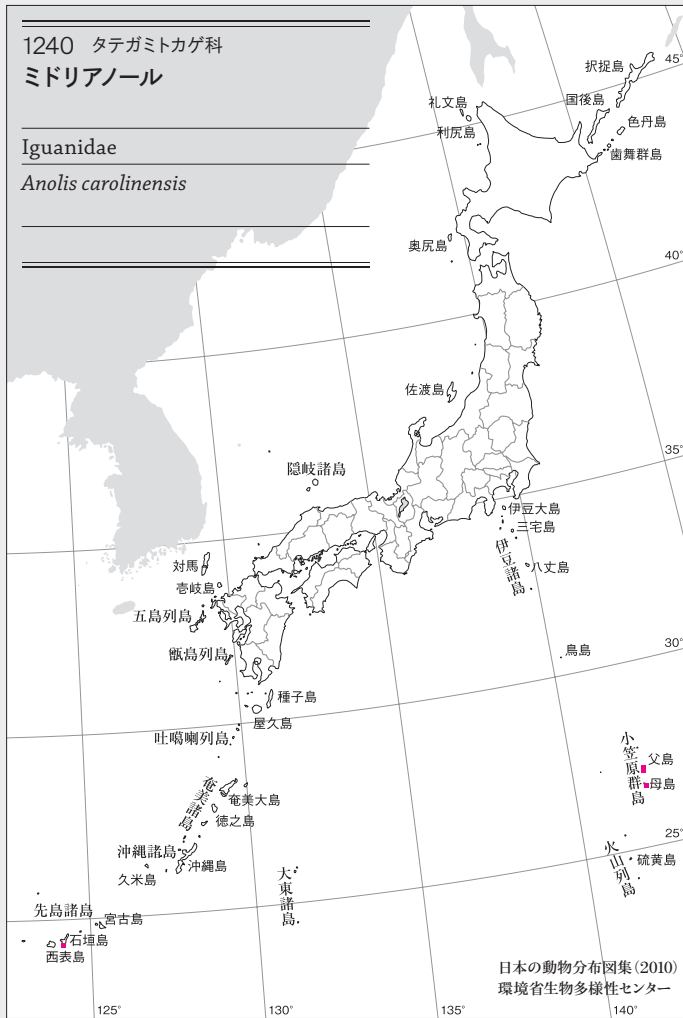 1240 タテガミトカゲ科
ミドリアノール
Iguanidae
Anolis carolinensis
45°
択捉島
国後島
礼文島
色丹島
利尻島
歯舞群島
奥尻島
40°
佐渡島
35°
隠岐諸島
伊豆大島
三宅島
伊豆諸島
八丈島
対馬
壱岐島
五島列島
甑島列島
鳥島
30°
種子島
屋久島
吐噶喇列島
小笠原群島
父島
母島
奄美諸島
奄美大島
徳之島
25°
沖縄諸島
沖縄島
久米島
火山列島
硫黄島
大東諸島
先島諸島
宮古島
石垣島
西表島
日本の動物分布図集(2010)
環境省生物多様性センター
125°
130°
135°
140°